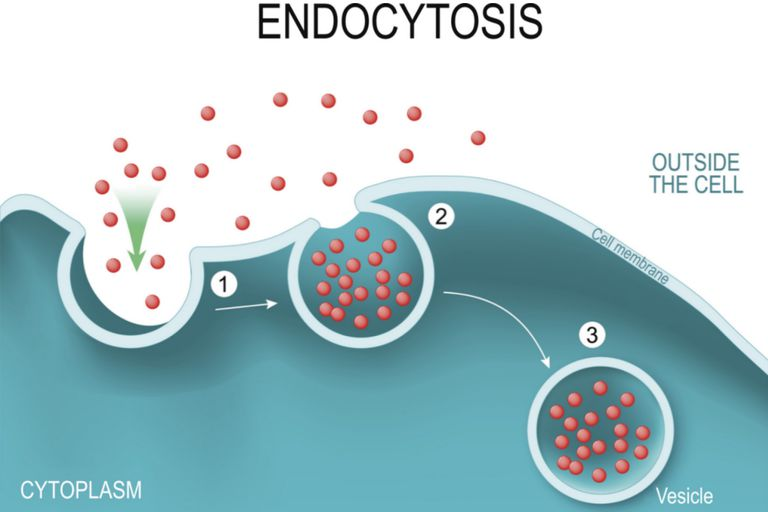 ENDOCYTOSIS
OUTSIDE
THE CELL
Cell membrane
1
2
3
CYTOPLASM
Vesicle